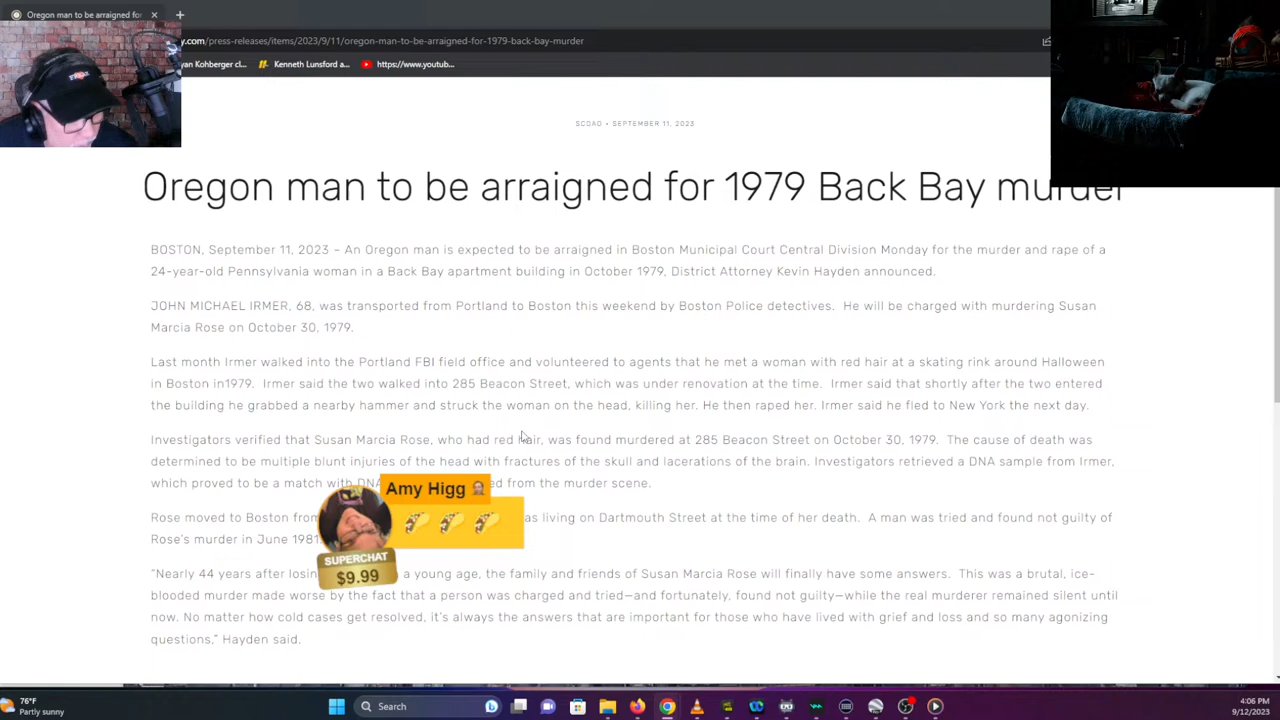 Oregon man to be arraigned for
y.com/press-releases/items/2023/9/11/oregon-man-to-be-arraigned-for-1979-back-bay-murder
yan Kohberger cl...
Kenneth Lunsford a...
https://www.youtub...
SCDAO • SEPTEMBER 11, 2023
Oregon man to be arraigned for 1979 Back Bay murder
BOSTON, September 11, 2023 – An Oregon man is expected to be arraigned in Boston Municipal Court Central Division Monday for the murder and rape of a
24-year-old Pennsylvania woman in a Back Bay apartment building in October 1979, District Attorney Kevin Hayden announced.
JOHN MICHAEL IRMER, 68, was transported from Portland to Boston this weekend by Boston Police detectives. He will be charged with murdering Susan
Marcia Rose on October 30, 1979.
Last month Irmer walked into the Portland FBI field office and volunteered to agents that he met a woman with red hair at a skating rink around Halloween
in Boston in1979. Irmer said the two walked into 285 Beacon Street, which was under renovation at the time. Irmer said that shortly after the two entered
the building he grabbed a nearby hammer and struck the woman on the head, killing her. He then raped her. Irmer said he fled to New York the next day.
Investigators verified that Susan Marcia Rose, who had red hair, was found murdered at 285 Beacon Street on October 30, 1979. The cause of death was
determined to be multiple blunt injuries of the head with fractures of the skull and lacerations of the brain. Investigators retrieved a DNA sample from Irmer,
which proved to be a match with DNA ed from the murder scene.
Amy Higg
Rose moved to Boston from as living on Dartmouth Street at the time of her death. A man was tried and found not guilty of
Rose's murder in June 1981
SUPERCHAT
$9.99
"Nearly 44 years after losin a young age, the family and friends of Susan Marcia Rose will finally have some answers. This was a brutal, ice-
blooded murder made worse by the fact that a person was charged and tried—and fortunately, found not guilty—while the real murderer remained silent until
now. No matter how cold cases get resolved, it's always the answers that are important for those who have lived with grief and loss and so many agonizing
questions," Hayden said.
76°F
Partly sunny
Search
4:06 PM
9/12/2023